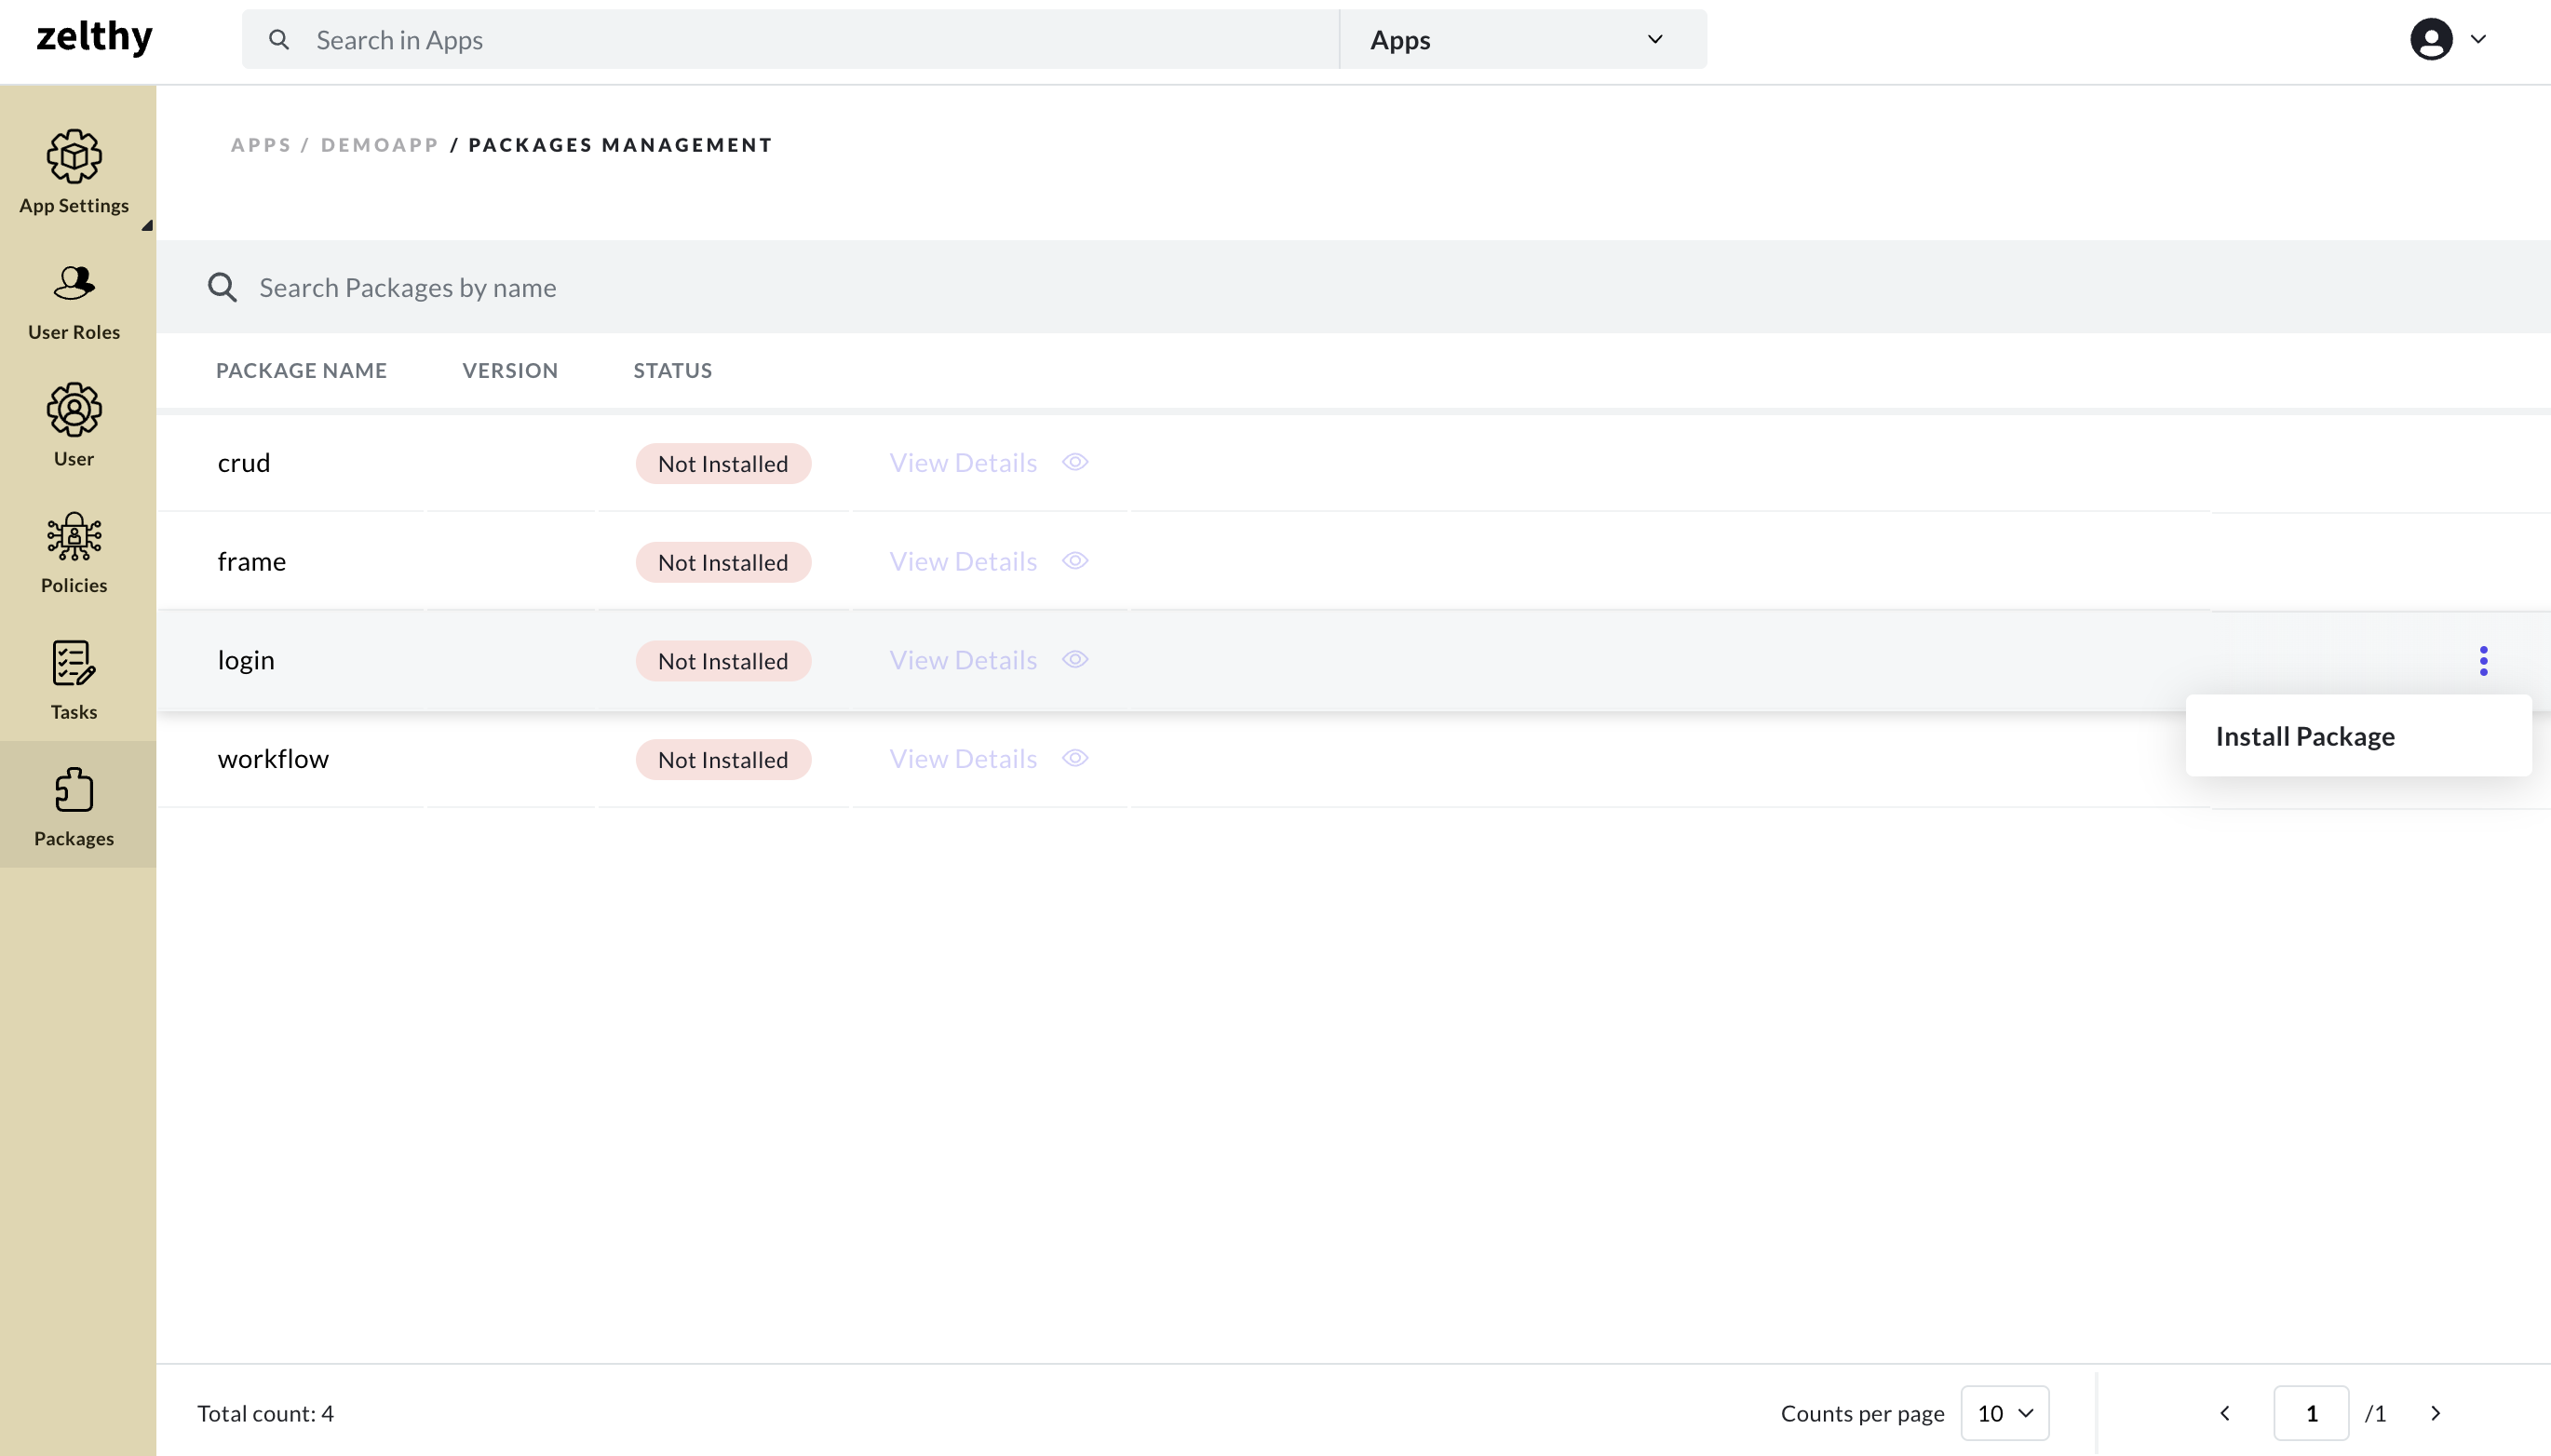 zelthy
Search in Apps
Apps
APPS / DEMOAPP / PACKAGES MANAGEMENT
App Settings
User Roles
User
Policies
Tasks
Packages
Search Packages by name
PACKAGE NAME VERSION STATUS
crud Not Installed View Details
frame Not Installed View Details
login Not Installed View Details
Install Package
workflow Not Installed View Details
Total count: 4
Counts per page 10
1 /1